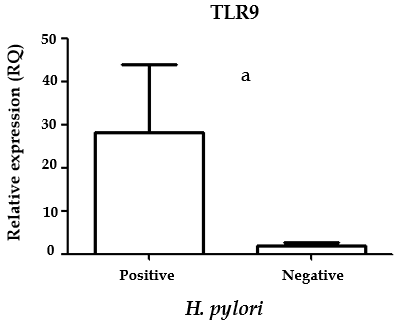 TLR9
Relative expression (RQ)
50
40
30
20
10
0
a
Positive
Negative
H. pylori